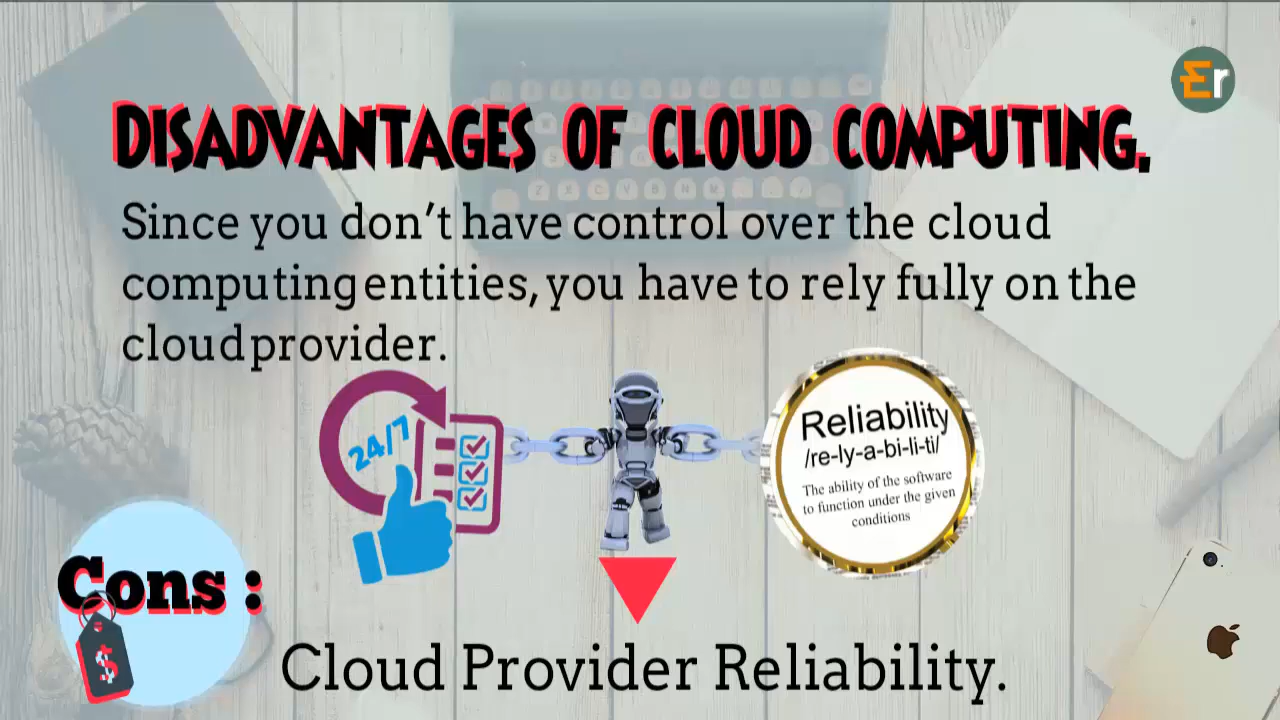 Er
DISADVANTAGES OF CLOUD COMPUTING.
Since you don’t have control over the cloud
computing entities, you have to rely fully on the
cloud provider.
24/7
Reliability
/re-ly-a-bi-li-ti/
The ability of the software
to function under the given
conditions
Cons :
$
Cloud Provider Reliability.